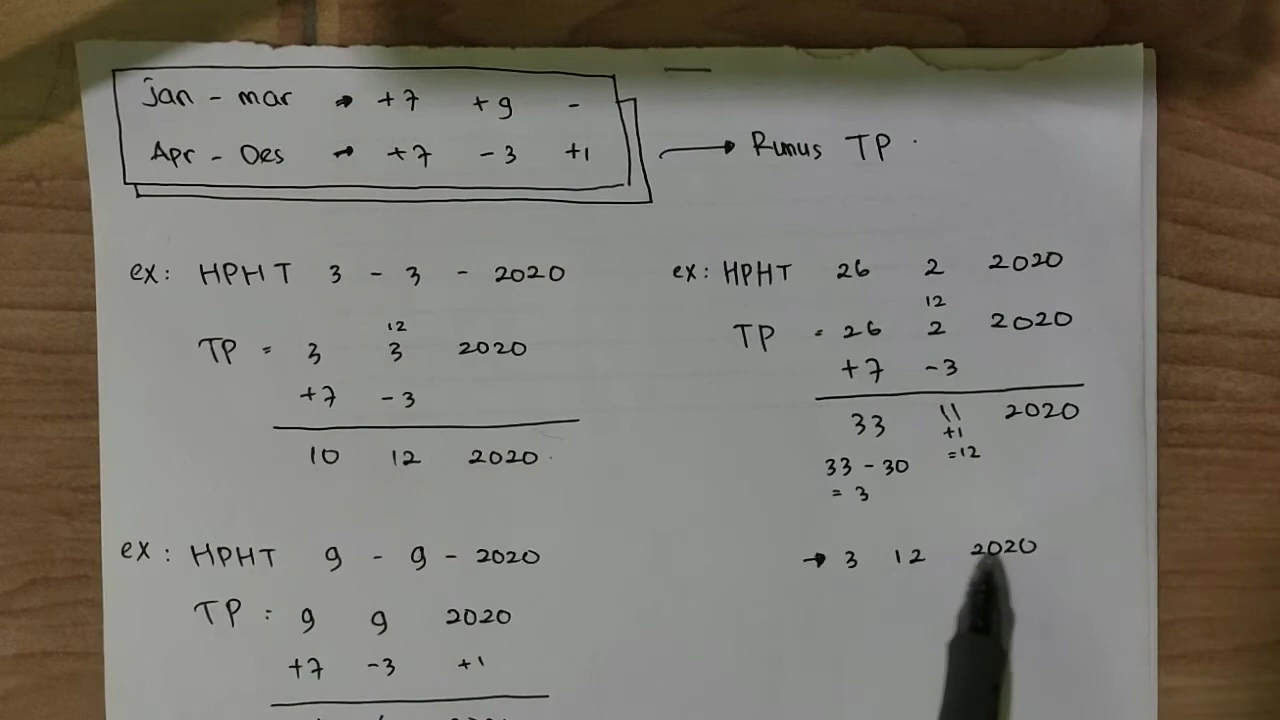 Jan - mar → +7 +9 -
Apr - Des → +7 -3 +1
→ Rumus TP.
ex: HPHT 3 - 3 - 2020
12
TP = 3 3 2020
+7 -3
10 12 2020.
ex: HPHT 26 2 2020
12
TP = 26 2 2020
+7 -3
33 11 2020
+1
33 - 30 =12
= 3
→ 3 12 2020
ex: HPHT 9 - 9 - 2020
TP : 9 9 2020
+7 -3 +1